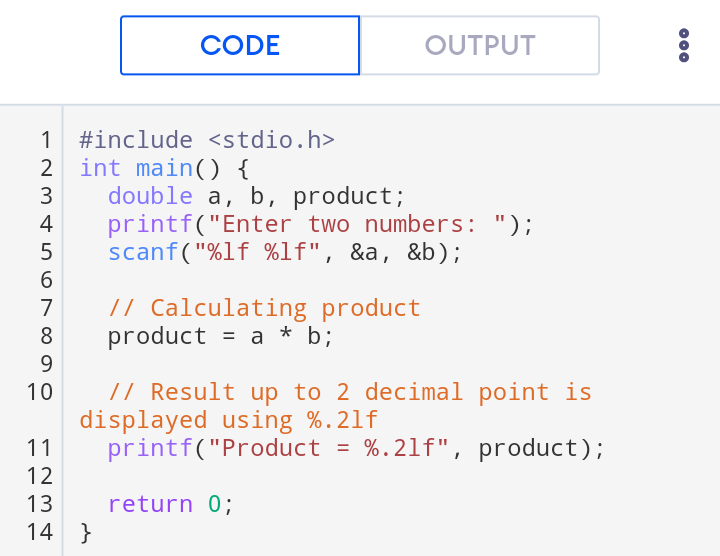 CODE OUTPUT
1 #include <stdio.h>
2 int main() {
3   double a, b, product;
4   printf("Enter two numbers: ");
5   scanf("%lf %lf", &a, &b);
6
7   // Calculating product
8   product = a * b;
9
10   // Result up to 2 decimal point is
displayed using %.2lf
11   printf("Product = %.2lf", product);
12
13   return 0;
14 }